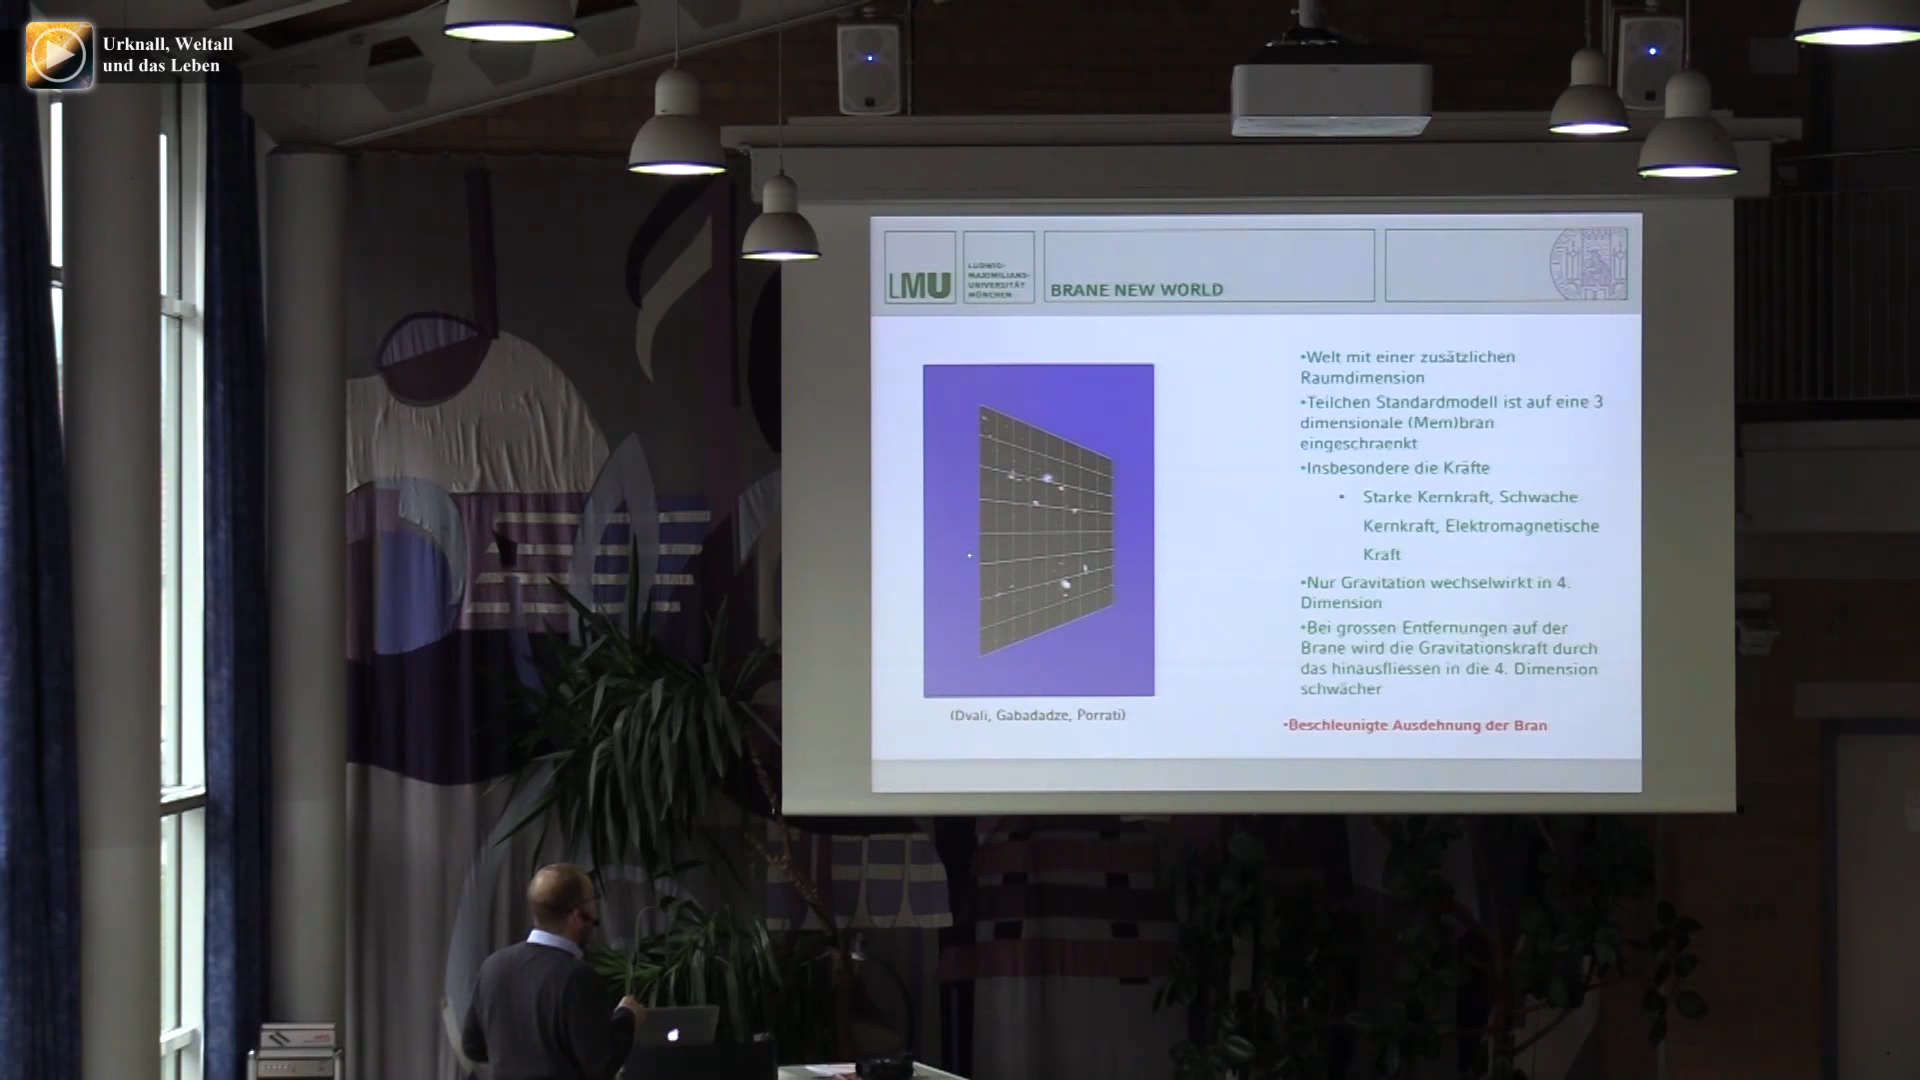 Urknall, Weltall
und das Leben
LMU
LUDWIG-
MAXIMILIANS-
UNIVERSITÄT
MÜNCHEN
BRANE NEW WORLD
•Welt mit einer zusätzlichen
Raumdimension
•Teilchen Standardmodell ist auf eine 3
dimensionale (Mem)bran
eingeschraenkt
•Insbesondere die Kräfte
• Starke Kernkraft, Schwache
Kernkraft, Elektromagnetische
Kraft
•Nur Gravitation wechselwirkt in 4.
Dimension
•Bei grossen Entfernungen auf der
Brane wird die Gravitationskraft durch
das hinausfliessen in die 4. Dimension
schwächer
•Beschleunigte Ausdehnung der Bran
(Dvali, Gabadadze, Porrati)